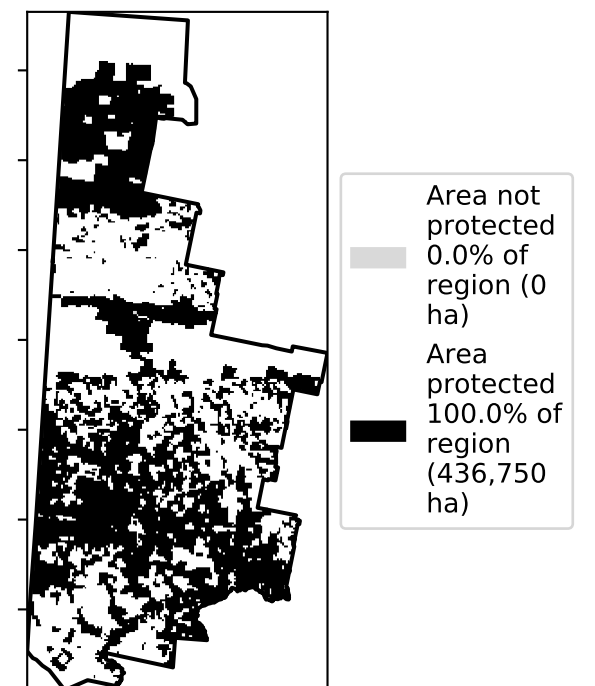 Area not
protected
0.0% of
region (0
ha)
Area
protected
100.0% of
region
(436,750
ha)